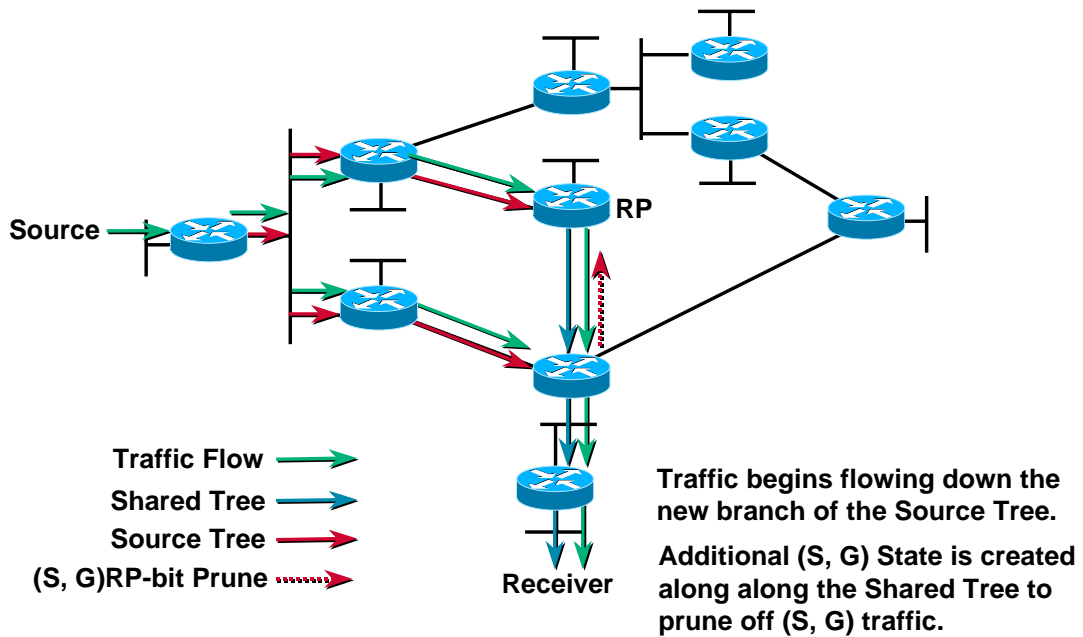 RP
Source
Traffic Flow
Shared Tree
Source Tree
(S, G)RP-bit Prune
Receiver
Traffic begins flowing down the
new branch of the Source Tree.
Additional (S, G) State is created
along along the Shared Tree to
prune off (S, G) traffic.